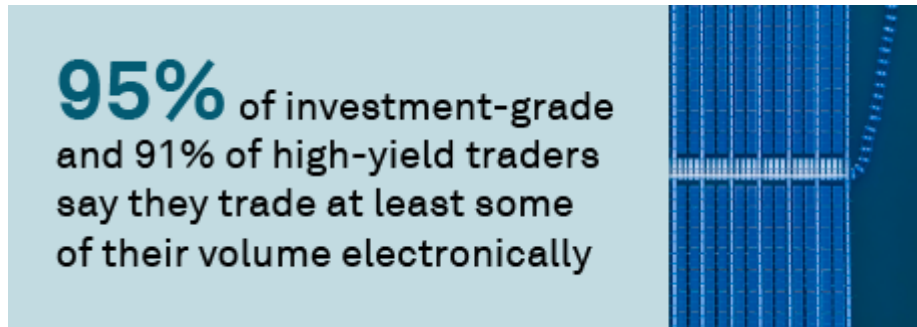 95% of investment-grade
and 91% of high-yield traders
say they trade at least some
of their volume electronically